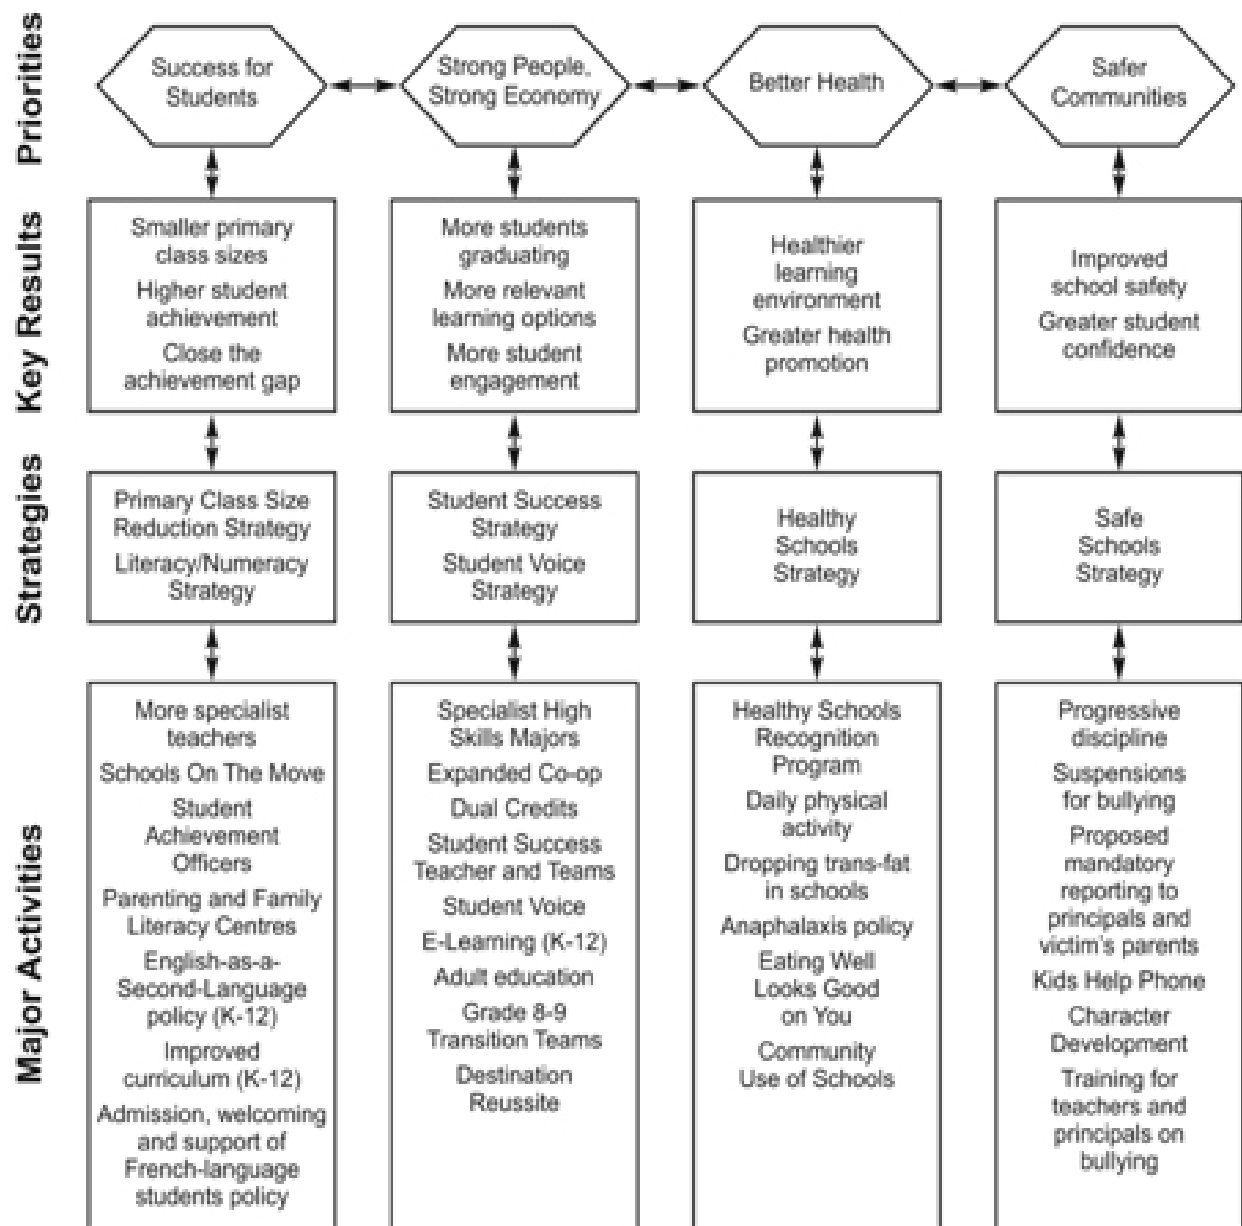 Priorities
Success for
Students
Strong People,
Strong Economy
Better Health
Safer
Communities
Key Results
Smaller primary
class sizes
Higher student
achievement
Close the
achievement gap
More students
graduating
More relevant
learning options
More student
engagement
Healthier
learning
environment
Greater health
promotion
Improved
school safety
Greater student
confidence
Strategies
Primary Class Size
Reduction Strategy
Literacy/Numeracy
Strategy
Student Success
Strategy
Student Voice
Strategy
Healthy
Schools
Strategy
Safe
Schools
Strategy
Major Activities
More specialist
teachers
Schools On The Move
Student
Achievement
Officers
Parenting and Family
Literacy Centres
English-as-a-
Second-Language
policy (K-12)
Improved
curriculum (K-12)
Admission, welcoming
and support of
French-language
students policy
Specialist High
Skills Majors
Expanded Co-op
Dual Credits
Student Success
Teacher and Teams
Student Voice
E-Learning (K-12)
Adult education
Grade 8-9
Transition Teams
Destination
Reussite
Healthy Schools
Recognition
Program
Daily physical
activity
Dropping trans-fat
in schools
Anaphalaxis policy
Eating Well
Looks Good
on You
Community
Use of Schools
Progressive
discipline
Suspensions
for bullying
Proposed
mandatory
reporting to
principals and
victim's parents
Kids Help Phone
Character
Development
Training for
teachers and
principals on
bullying